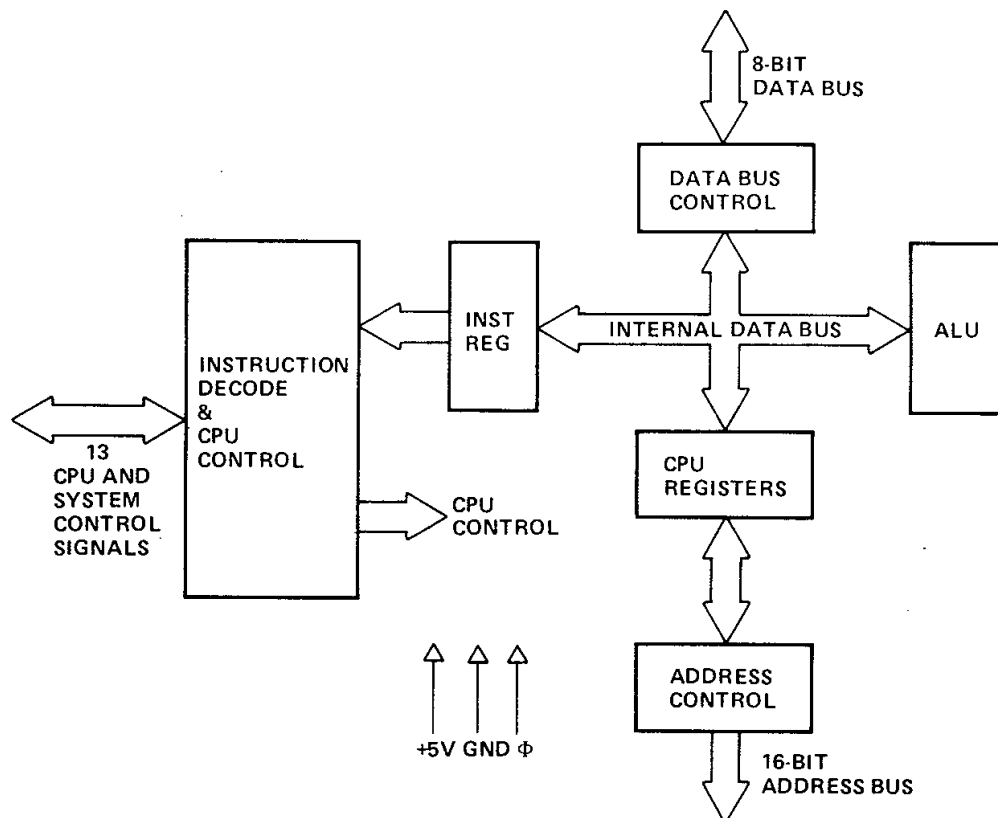 8-BIT
DATA BUS
DATA BUS
CONTROL
INST
REG
INTERNAL DATA BUS
ALU
INSTRUCTION
DECODE
&
CPU
CONTROL
13
CPU AND
SYSTEM
CONTROL
SIGNALS
CPU
CONTROL
CPU
REGISTERS
ADDRESS
CONTROL
+5V GND Φ
16-BIT
ADDRESS BUS